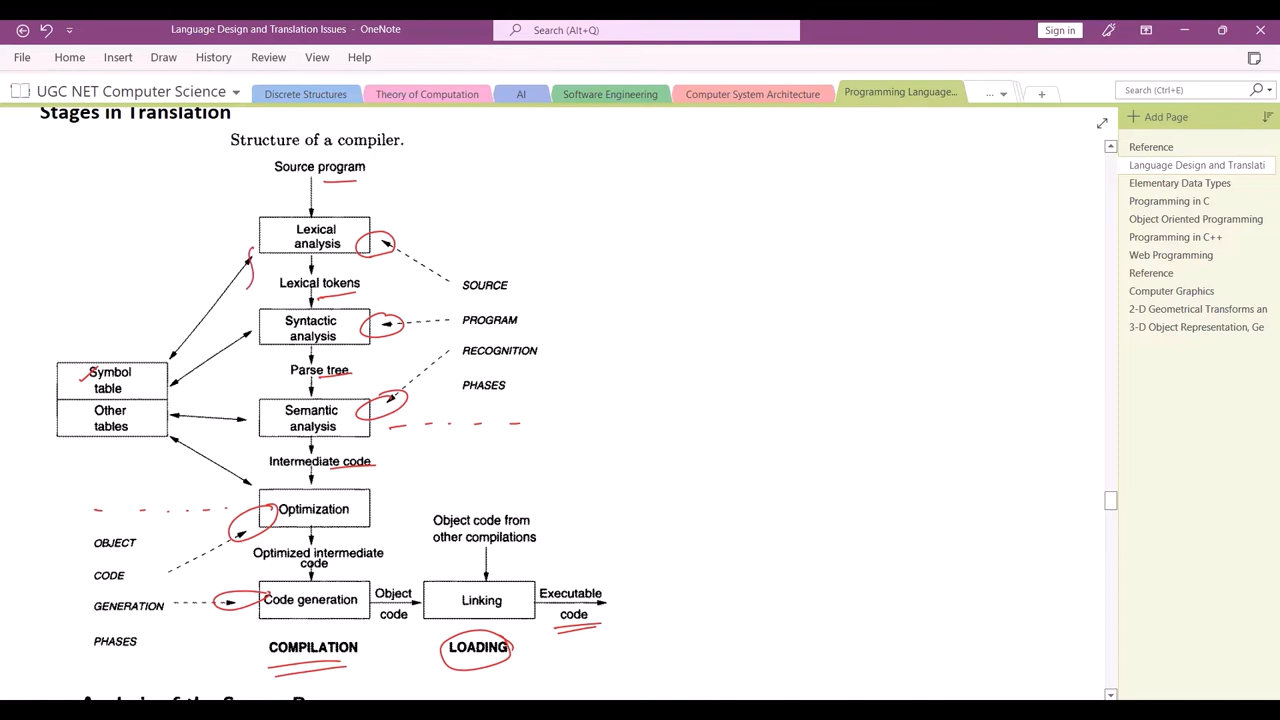 Language Design and Translation Issues - OneNote
Search (Alt+Q)
Sign in
File Home Insert Draw History Review View Help
UGC NET Computer Science
Discrete Structures
Theory of Computation
AI
Software Engineering
Computer System Architecture
Programming Language...
...
Search (Ctrl+E)
Add Page
Reference
Language Design and Translati
Elementary Data Types
Programming in C
Object Oriented Programming
Programming in C++
Web Programming
Reference
Computer Graphics
2-D Geometrical Transforms an
3-D Object Representation, Ge
Stages in Translation
Structure of a compiler.
Source program
Lexical
analysis
Lexical tokens
SOURCE
Syntactic
analysis
PROGRAM
RECOGNITION
PHASES
Parse tree
Symbol
table
Other
tables
Semantic
analysis
Intermediate code
Optimization
Object code from
other compilations
OBJECT
CODE
GENERATION
PHASES
Optimized intermediate
code
Code generation
Object
code
Linking
Executable
code
COMPILATION
LOADING